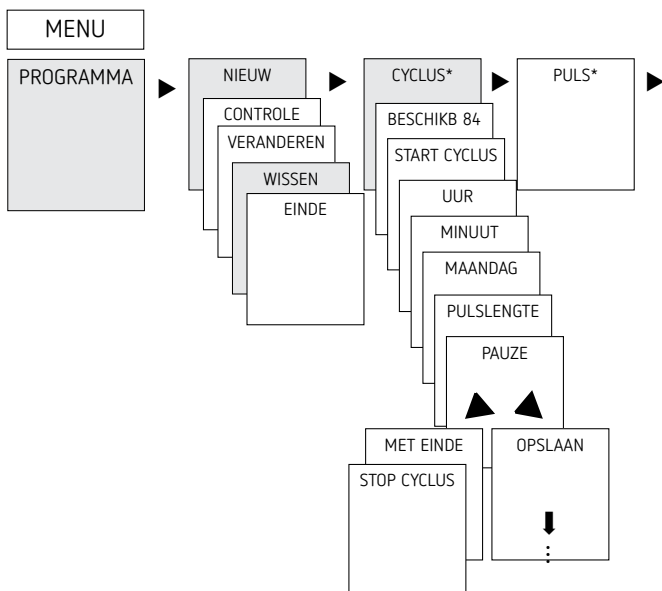 MENU
PROGRAMMA
NIEUW
CONTROLE
VERANDEREN
WISSEN
EINDE
CYCLUS*
BESCHIKB 84
START CYCLUS
UUR
MINUUT
MAANDAG
PULSLENGTE
PAUZE
MET EINDE
STOP CYCLUS
OPSLAAN
PULS*